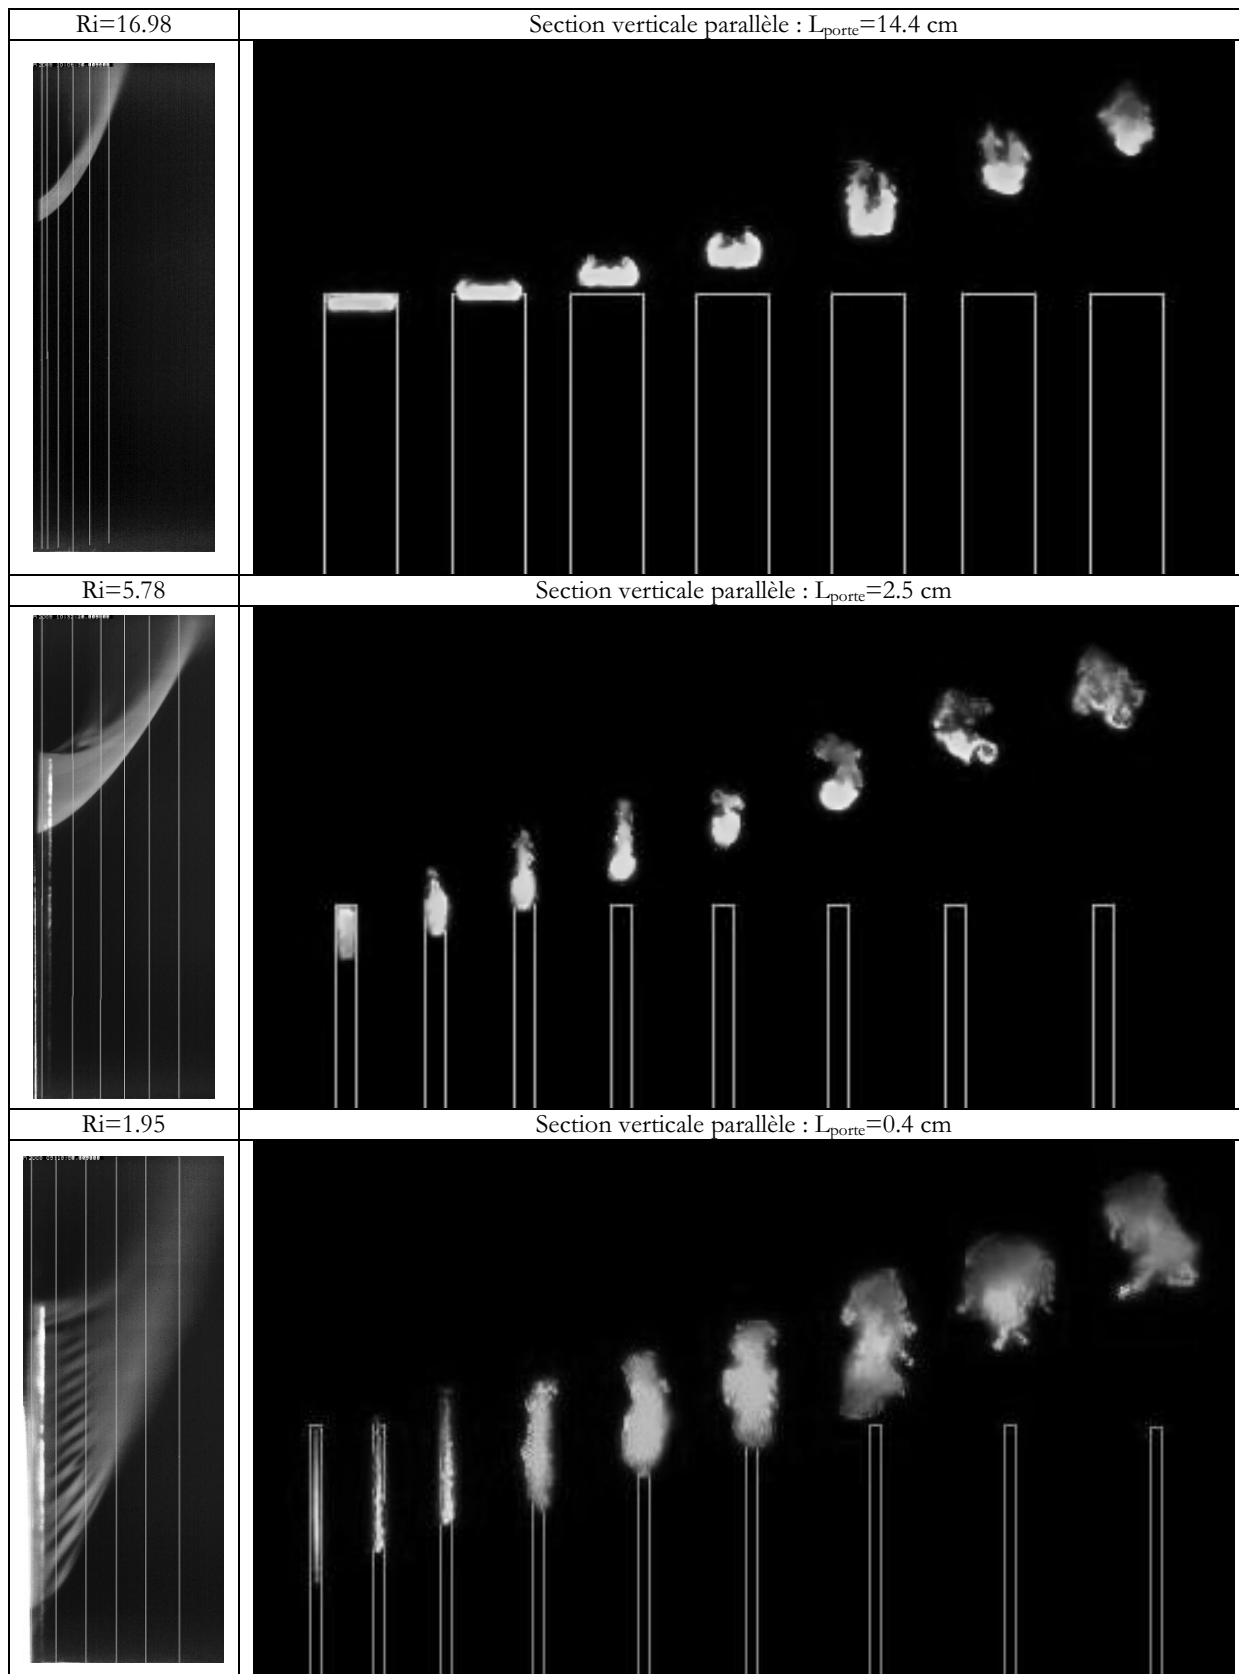 Ri=16.98
Section verticale parallèle : Lporte=14.4 cm
Ri=5.78
Section verticale parallèle : Lporte=2.5 cm
Ri=1.95
Section verticale parallèle : Lporte=0.4 cm